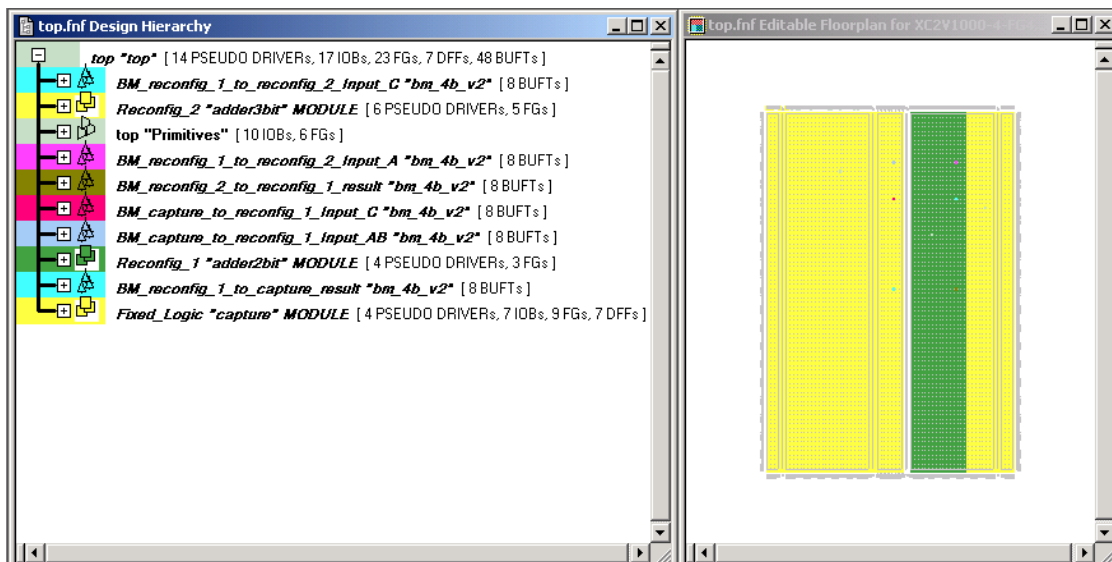 top.fnf Design Hierarchy
top "top" [ 14 PSEUDO DRIVERS, 17 IOBs, 23 FGs, 7 DFFs, 48 BUFTs ]
BM_reconfig_1_to_reconfig_2_Input_C "bm_4b_v2" [ 8 BUFTs ]
Reconfig_2 "adder3bit" MODULE [ 6 PSEUDO DRIVERS, 5 FGs ]
top "Primitives" [ 10 IOBs, 6 FGs ]
BM_reconfig_1_to_reconfig_2_Input_A "bm_4b_v2" [ 8 BUFTs ]
BM_reconfig_2_to_reconfig_1_result "bm_4b_v2" [ 8 BUFTs ]
BM_capture_to_reconfig_1_Input_C "bm_4b_v2" [ 8 BUFTs ]
BM_capture_to_reconfig_1_Input_AB "bm_4b_v2" [ 8 BUFTs ]
Reconfig_1 "adder2bit" MODULE [ 4 PSEUDO DRIVERS, 3 FGs ]
BM_reconfig_1_to_capture_result "bm_4b_v2" [ 8 BUFTs ]
Fixed_Logic "capture" MODULE [ 4 PSEUDO DRIVERS, 7 IOBs, 9 FGs, 7 DFFs ]
top.fnf Editable Floorplan for XC2V1000-4-FG4